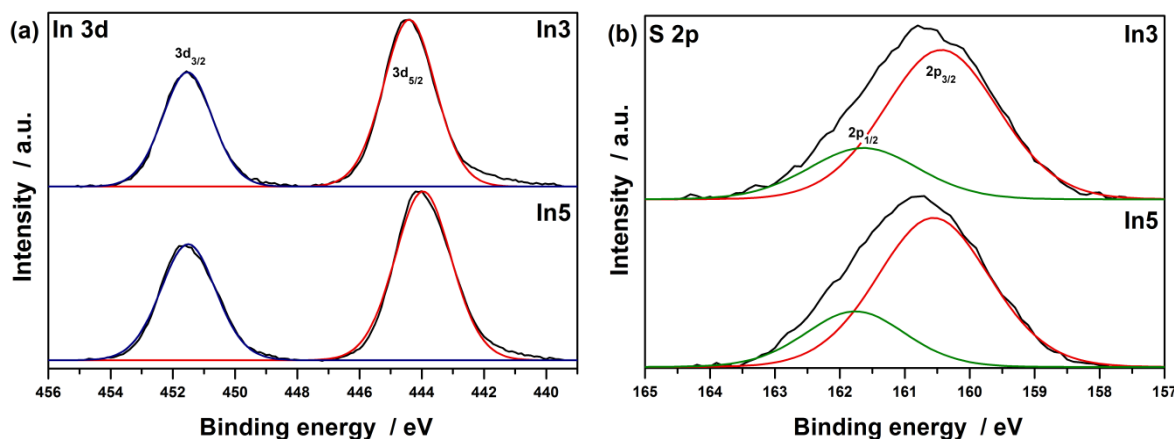 (a) In 3d In3
3d3/2
3d5/2
In5
Intensity / a.u.
456 454 452 450 448 446 444 442 440
Binding energy / eV
(b) S 2p In3
2p3/2
2p1/2
In5
Intensity / a.u.
165 164 163 162 161 160 159 158 157
Binding energy / eV